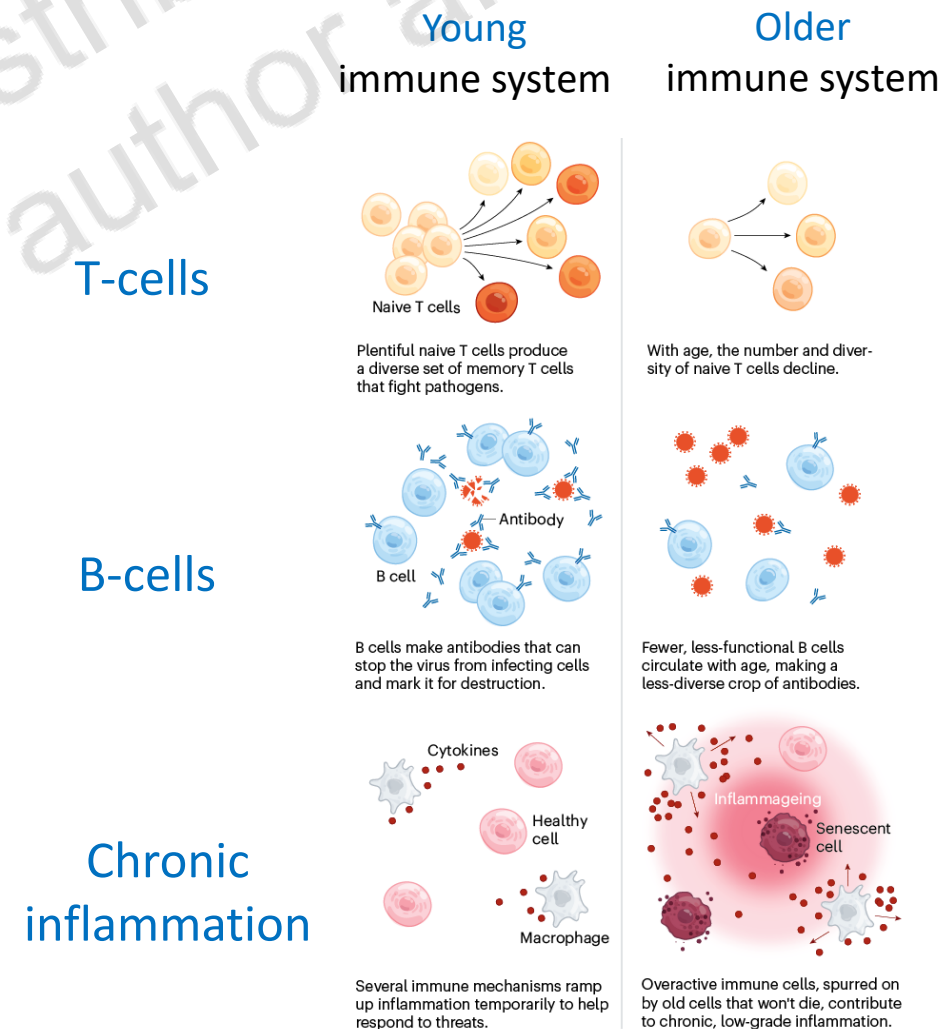 Young
immune system
Older
immune system
author a
T-cells
Naive T cells
Plentiful naive T cells produce
a diverse set of memory T cells
that fight pathogens.
With age, the number and diver-
sity of naive T cells decline.
B-cells
Antibody
B cell
B cells make antibodies that can
stop the virus from infecting cells
and mark it for destruction.
Fewer, less-functional B cells
circulate with age, making a
less-diverse crop of antibodies.
Chronic
inflammation
Cytokines
Healthy
cell
Macrophage
Inflammageing
Senescent
cell
Several immune mechanisms ramp
up inflammation temporarily to help
respond to threats.
Overactive immune cells, spurred on
by old cells that won't die, contribute
to chronic, low-grade inflammation.